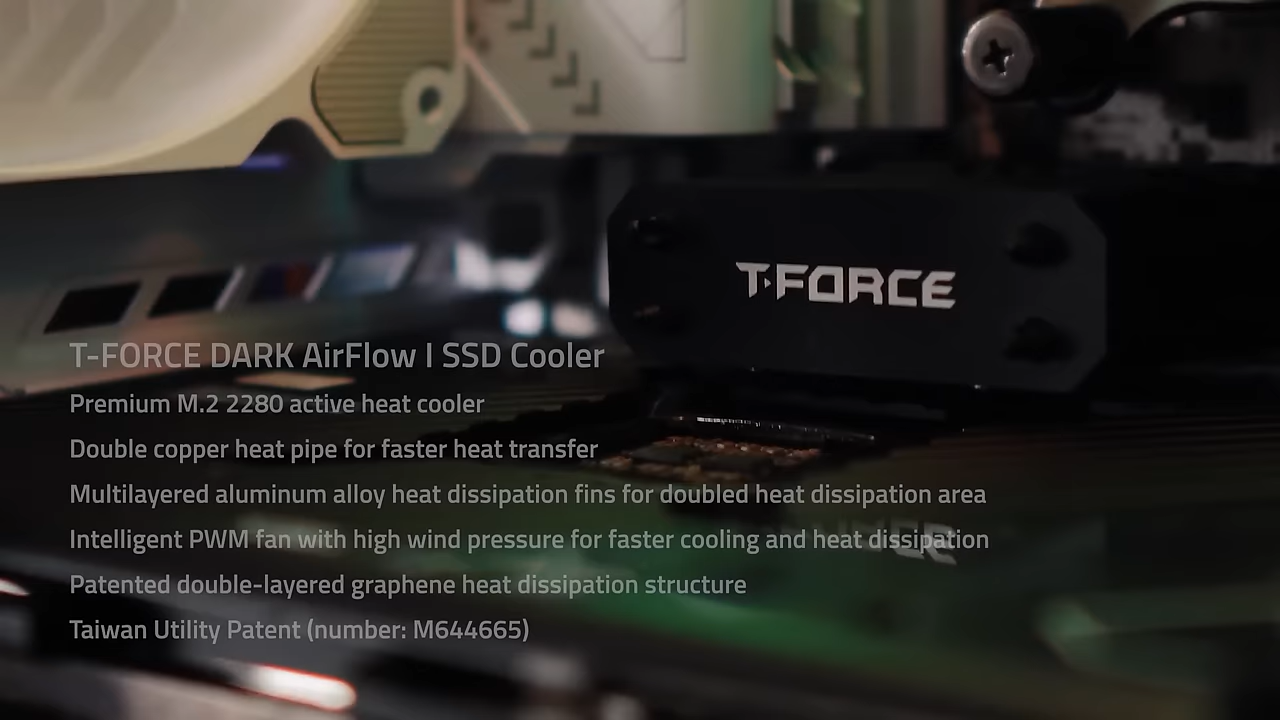 T-FORCE
T-FORCE DARK AirFlow I SSD Cooler
Premium M.2 2280 active heat cooler
Double copper heat pipe for faster heat transfer
Multilayered aluminum alloy heat dissipation fins for doubled heat dissipation area
Intelligent PWM fan with high wind pressure for faster cooling and heat dissipation
Patented double-layered graphene heat dissipation structure
Taiwan Utility Patent (number: M644665)